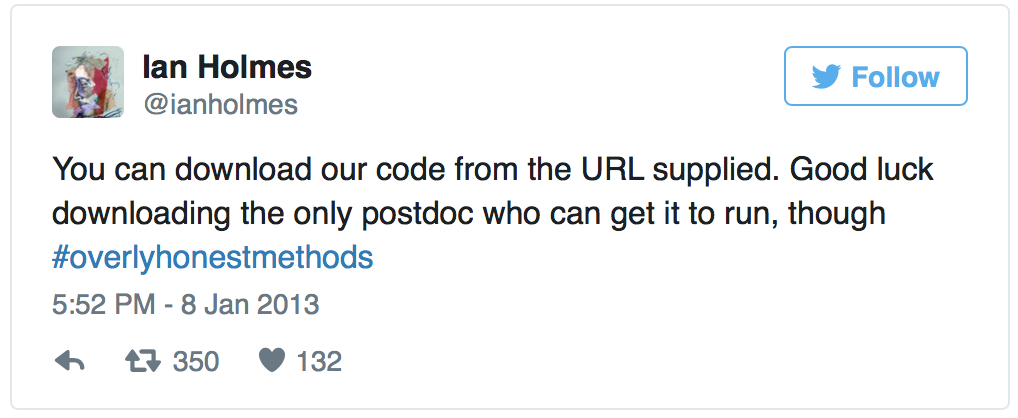 Ian Holmes
@ianholmes
Follow
You can download our code from the URL supplied. Good luck
downloading the only postdoc who can get it to run, though
#overlyhonestmethods
5:52 PM - 8 Jan 2013
350 132